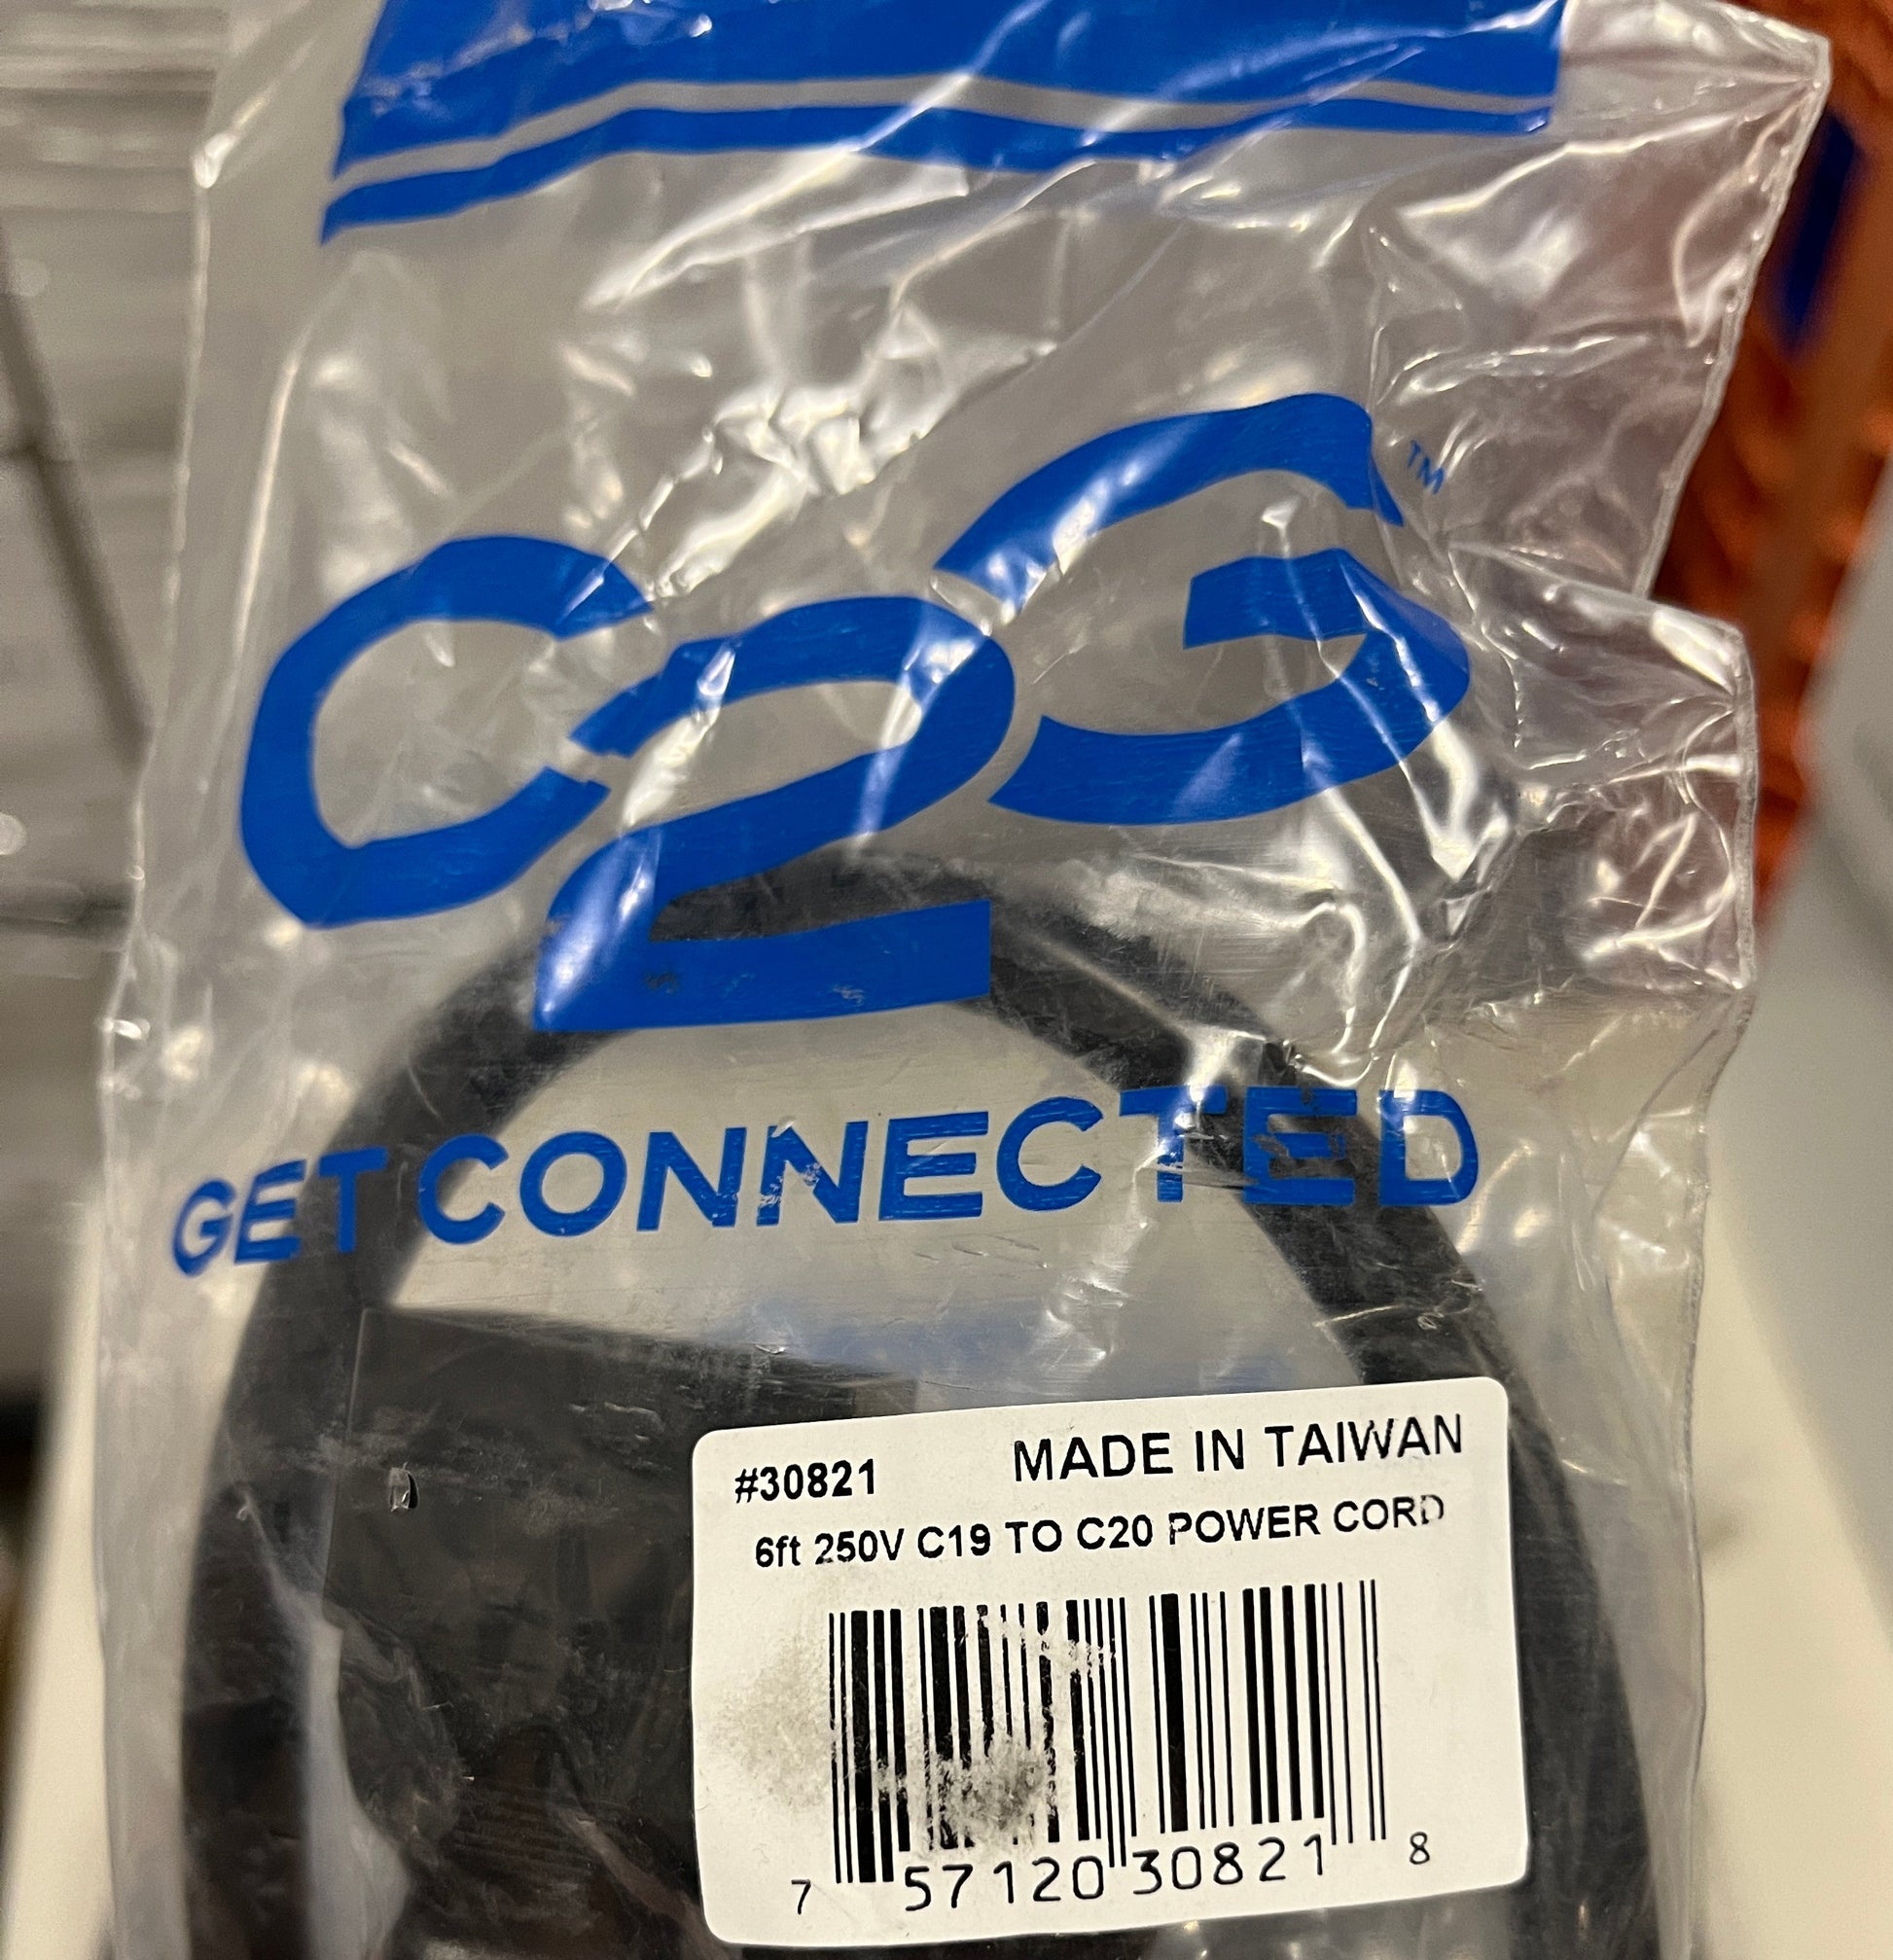 C2G™
GET CONNECTED
#30821 MADE IN TAIWAN
6ft 250V C19 TO C20 POWER CORD
7 57120 30821 8